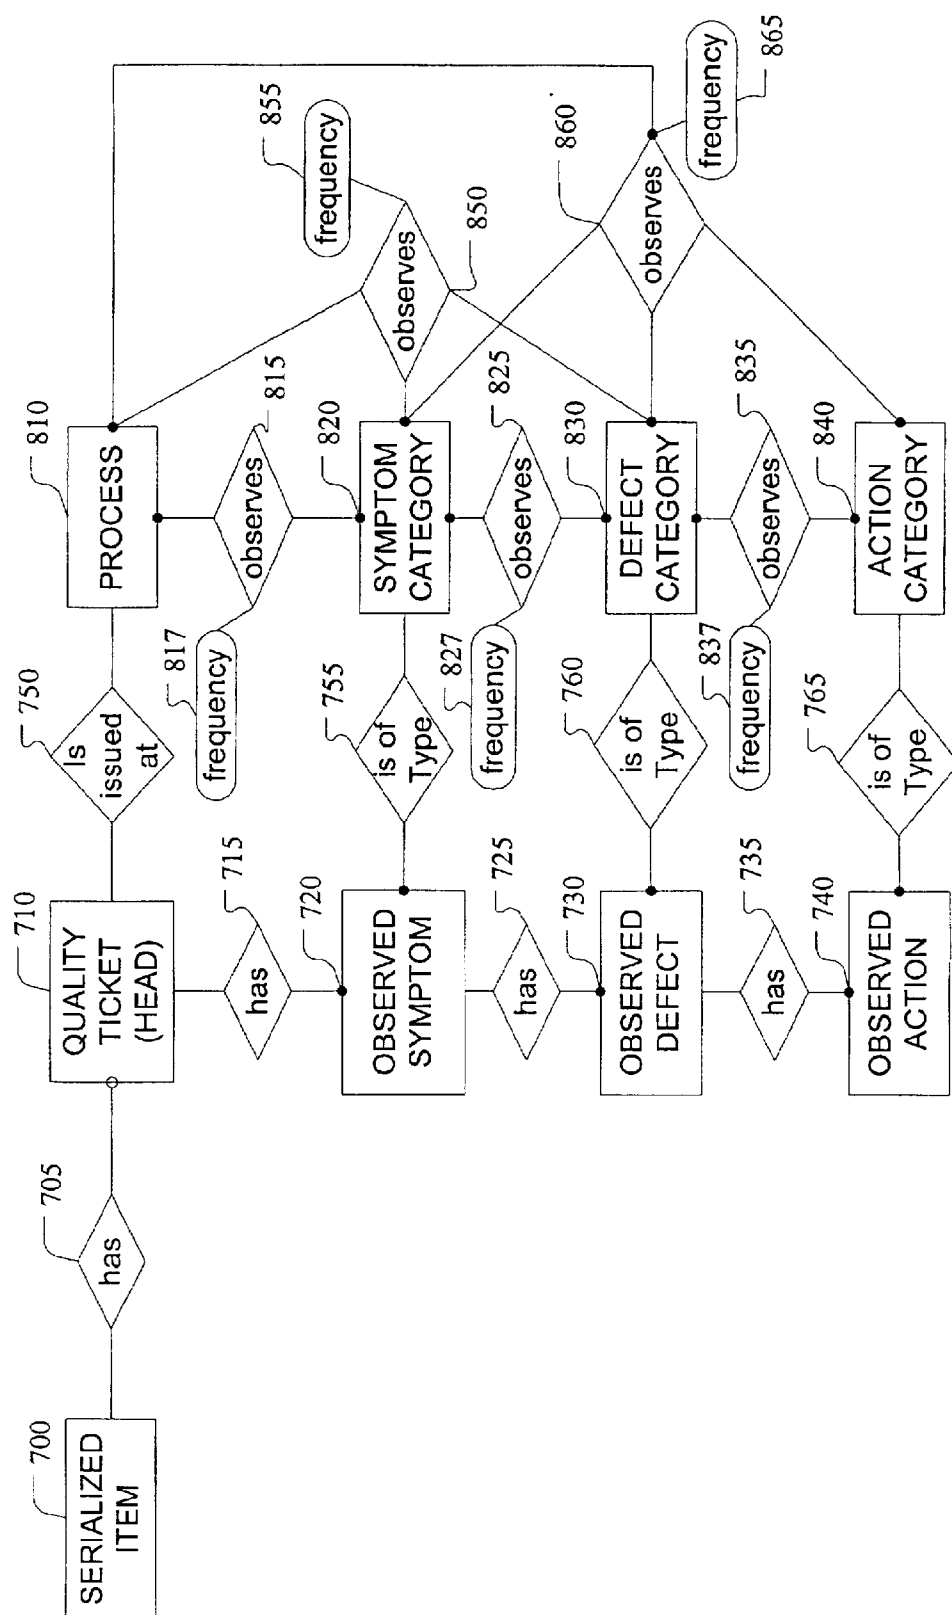 700
SERIALIZED
ITEM
705
has
710
QUALITY
TICKET
(HEAD)
750
Is
issued
at
810
PROCESS
715
has
817
frequency
815
observes
855
frequency
850
observes
720
OBSERVED
SYMPTOM
755
is of
Type
820
SYMPTOM
CATEGORY
725
has
827
frequency
825
observes
860
observes
frequency
865
730
OBSERVED
DEFECT
760
is of
Type
830
DEFECT
CATEGORY
735
has
837
frequency
835
observes
740
OBSERVED
ACTION
765
is of
Type
840
ACTION
CATEGORY